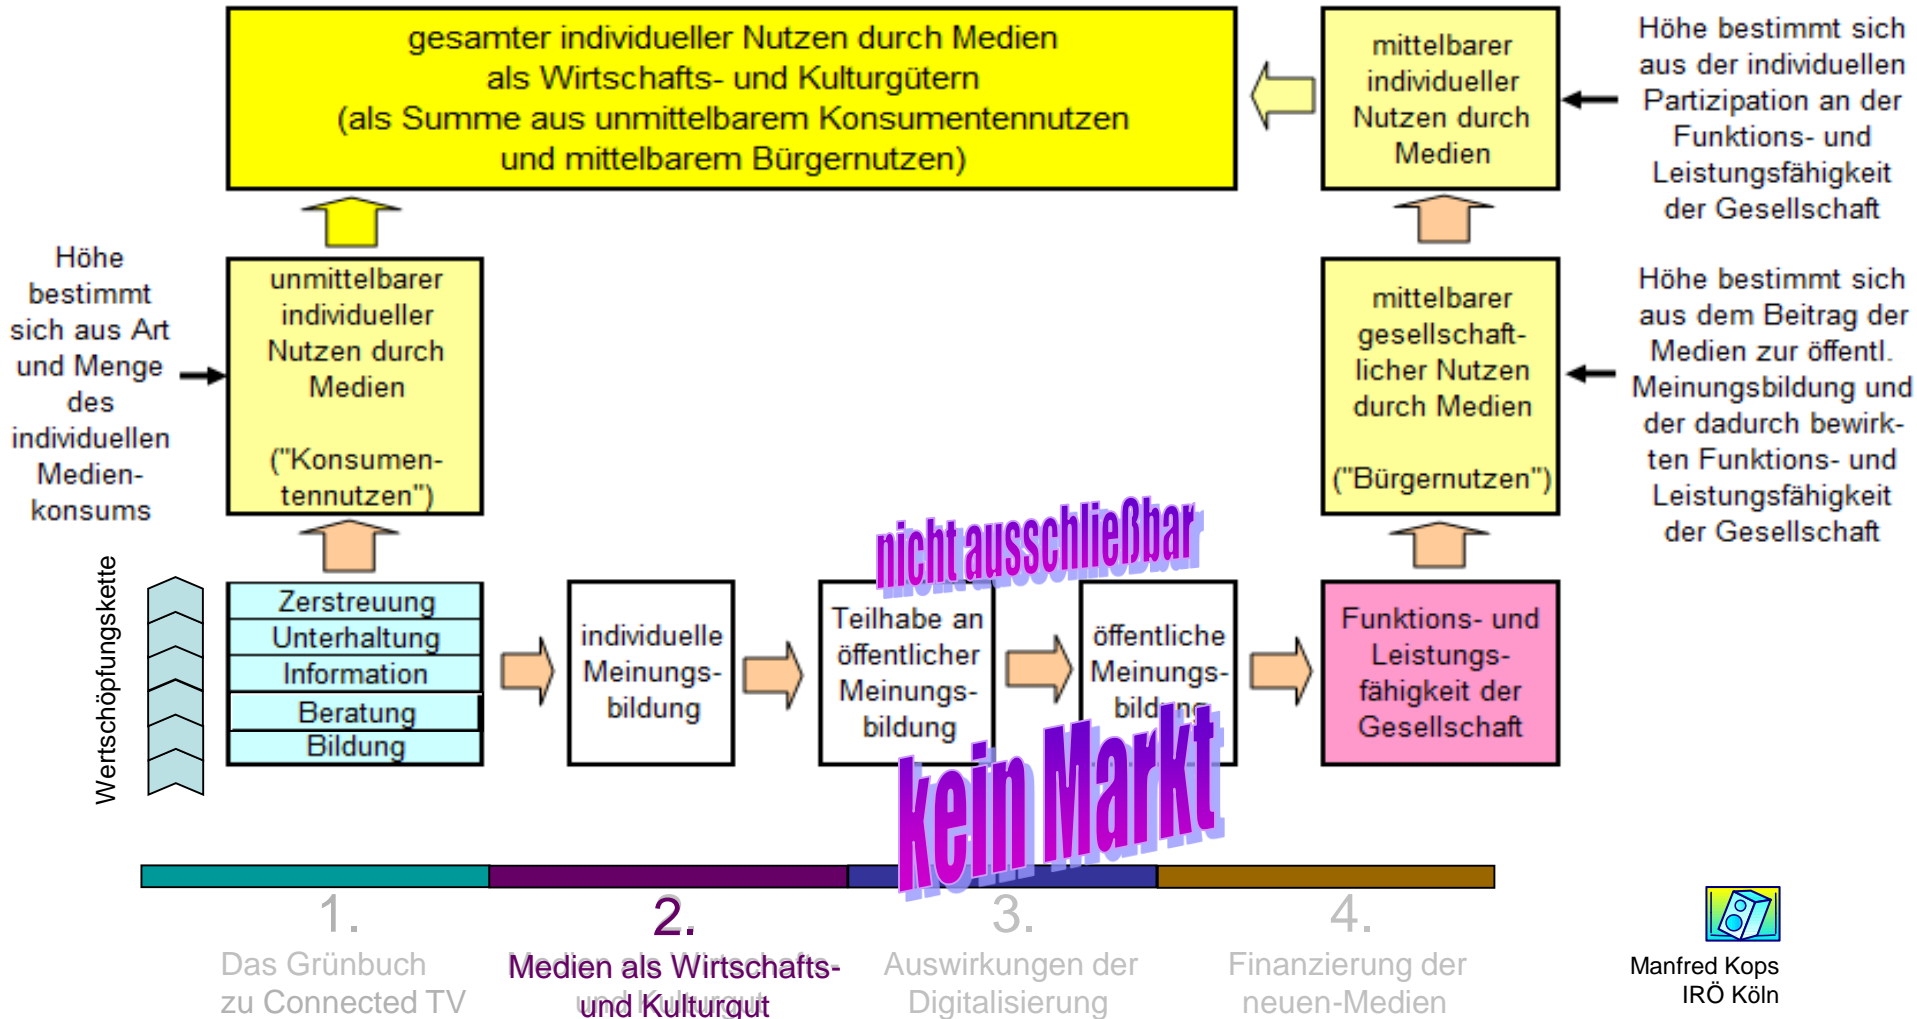 gesamter individueller Nutzen durch Medien
als Wirtschafts- und Kulturgütern
(als Summe aus unmittelbarem Konsumentennutzen
und mittelbarem Bürgernutzen)
mittelbarer
individueller
Nutzen durch
Medien
Höhe bestimmt sich
aus der individuellen
Partizipation an der
Funktions- und
Leistungsfähigkeit
der Gesellschaft
Höhe
bestimmt
sich aus Art
und Menge
des
individuellen
Medien-
konsums
unmittelbarer
individueller
Nutzen durch
Medien
("Konsumen-
tennutzen")
mittelbarer
gesellschaft-
licher Nutzen
durch Medien
("Bürgernutzen")
Höhe bestimmt sich
aus dem Beitrag der
Medien zur öffentl.
Meinungsbildung und
der dadurch bewirk-
ten Funktions- und
Leistungsfähigkeit
der Gesellschaft
nicht ausschließbar
Wertschöpfungskette
Zerstreuung
Unterhaltung
Information
Beratung
Bildung
individuelle
Meinungs-
bildung
Teilhabe an
öffentlicher
Meinungs-
bildung
öffentliche
Meinungs-
bildung
Funktions- und
Leistungs-
fähigkeit der
Gesellschaft
kein Markt
1.
Das Grünbuch
zu Connected TV
2.
Medien als Wirtschafts-
und Kulturgut
3.
Auswirkungen der
Digitalisierung
4.
Finanzierung der
neuen-Medien
Manfred Kops
IRÖ Köln